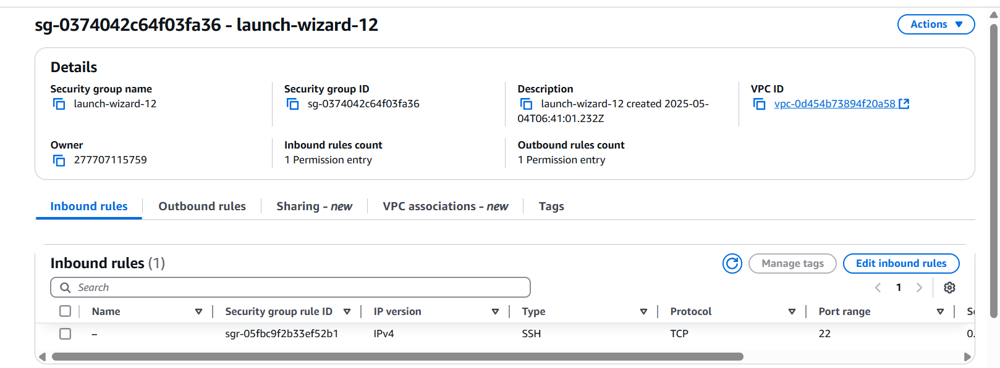 sg-0374042c64f03fa36 - launch-wizard-12
Actions
Details
Security group name
launch-wizard-12
Security group ID
sg-0374042c64f03fa36
Description
launch-wizard-12 created 2025-05-
04T06:41:01.232Z
VPC ID
vpc-0d454b73894f20a58
Owner
277707115759
Inbound rules count
1 Permission entry
Outbound rules count
1 Permission entry
Inbound rules
Outbound rules
Sharing - new
VPC associations - new
Tags
Inbound rules (1)
Manage tags
Edit inbound rules
Search
1
Name
Security group rule ID
IP version
Type
Protocol
Port range
–
sgr-05fbc9f2b33ef52b1
IPv4
SSH
TCP
22
0.